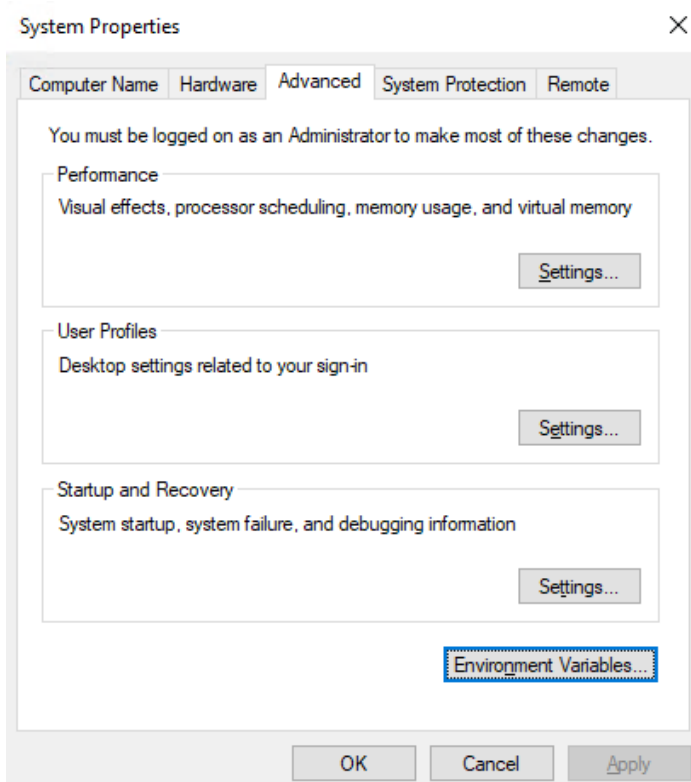 System Properties
Computer Name
Hardware
Advanced
System Protection
Remote
You must be logged on as an Administrator to make most of these changes.
Performance
Visual effects, processor scheduling, memory usage, and virtual memory
Settings...
User Profiles
Desktop settings related to your sign-in
Settings...
Startup and Recovery
System startup, system failure, and debugging information
Settings...
Environment Variables...
OK
Cancel
Apply